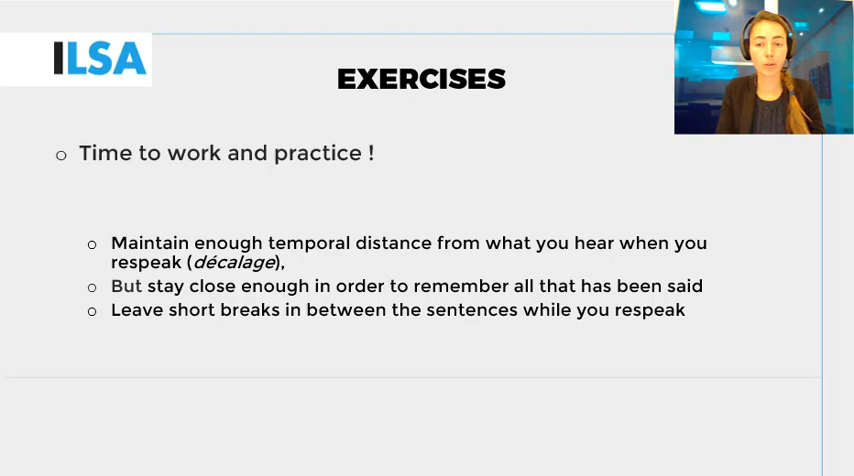 ILSA
EXERCISES
Time to work and practice !
Maintain enough temporal distance from what you hear when you
respeak (décalage),
But stay close enough in order to remember all that has been said
Leave short breaks in between the sentences while you respeak